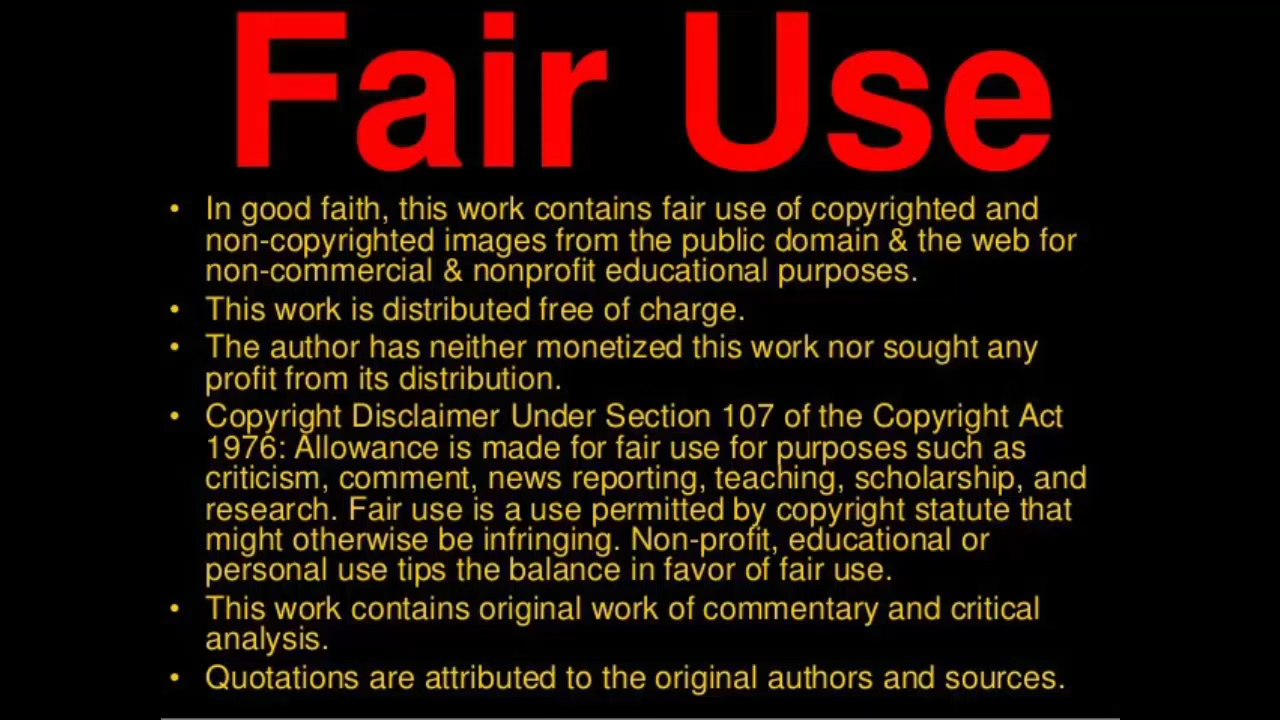 Fair Use
• In good faith, this work contains fair use of copyrighted and
non-copyrighted images from the public domain & the web for
non-commercial & nonprofit educational purposes.
• This work is distributed free of charge.
• The author has neither monetized this work nor sought any
profit from its distribution.
• Copyright Disclaimer Under Section 107 of the Copyright Act
1976: Allowance is made for fair use for purposes such as
criticism, comment, news reporting, teaching, scholarship, and
research. Fair use is a use permitted by copyright statute that
might otherwise be infringing. Non-profit, educational or
personal use tips the balance in favor of fair use.
• This work contains original work of commentary and critical
analysis.
• Quotations are attributed to the original authors and sources.